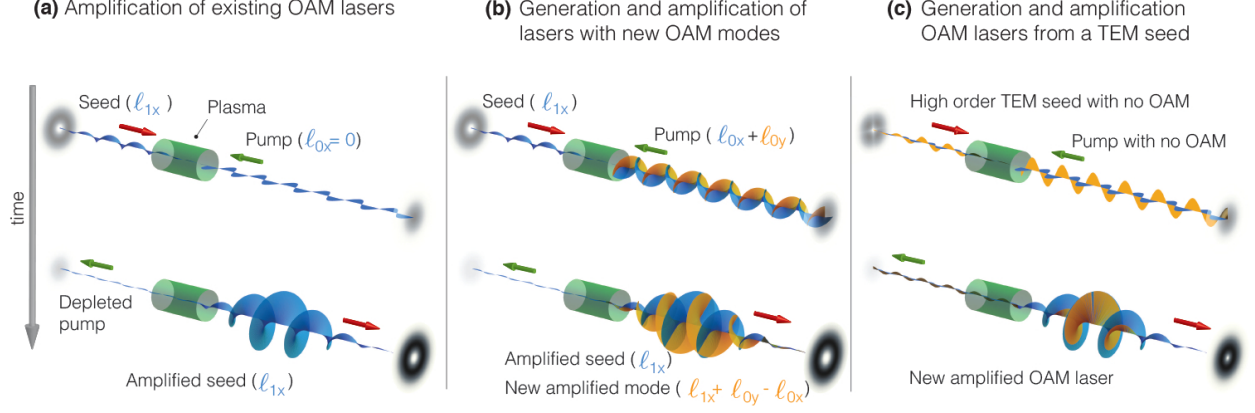 (a) Amplification of existing OAM lasers
Seed (ℓ1x)
Plasma
Pump (ℓ0x= 0)
time
Depleted
pump
Amplified seed (ℓ1x)
(b) Generation and amplification of
lasers with new OAM modes
Seed (ℓ1x)
Pump (ℓ0x + ℓ0y)
Amplified seed (ℓ1x)
New amplified mode (ℓ1x + ℓ0y - ℓ0x)
(c) Generation and amplification
OAM lasers from a TEM seed
High order TEM seed with no OAM
Pump with no OAM
New amplified OAM laser